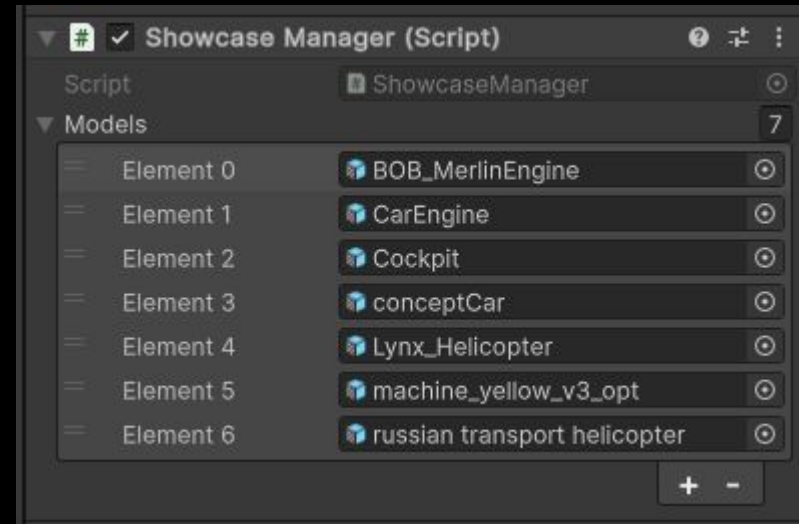 Showcase Manager (Script)
Script ShowcaseManager
Models 7
Element 0 BOB_MerlinEngine
Element 1 CarEngine
Element 2 Cockpit
Element 3 conceptCar
Element 4 Lynx_Helicopter
Element 5 machine_yellow_v3_opt
Element 6 russian transport helicopter
+ -